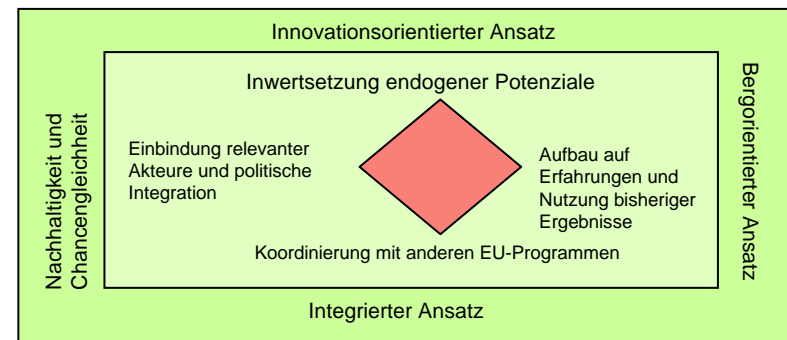 Innovationsorientierter Ansatz
Nachhaltigkeit und
Chancengleichheit
Inwertsetzung endogener Potenziale
Einbindung relevanter
Akteure und politische
Integration
Aufbau auf
Erfahrungen und
Nutzung bisheriger
Ergebnisse
Koordinierung mit anderen EU-Programmen
Bergorientierter Ansatz
Integrierter Ansatz